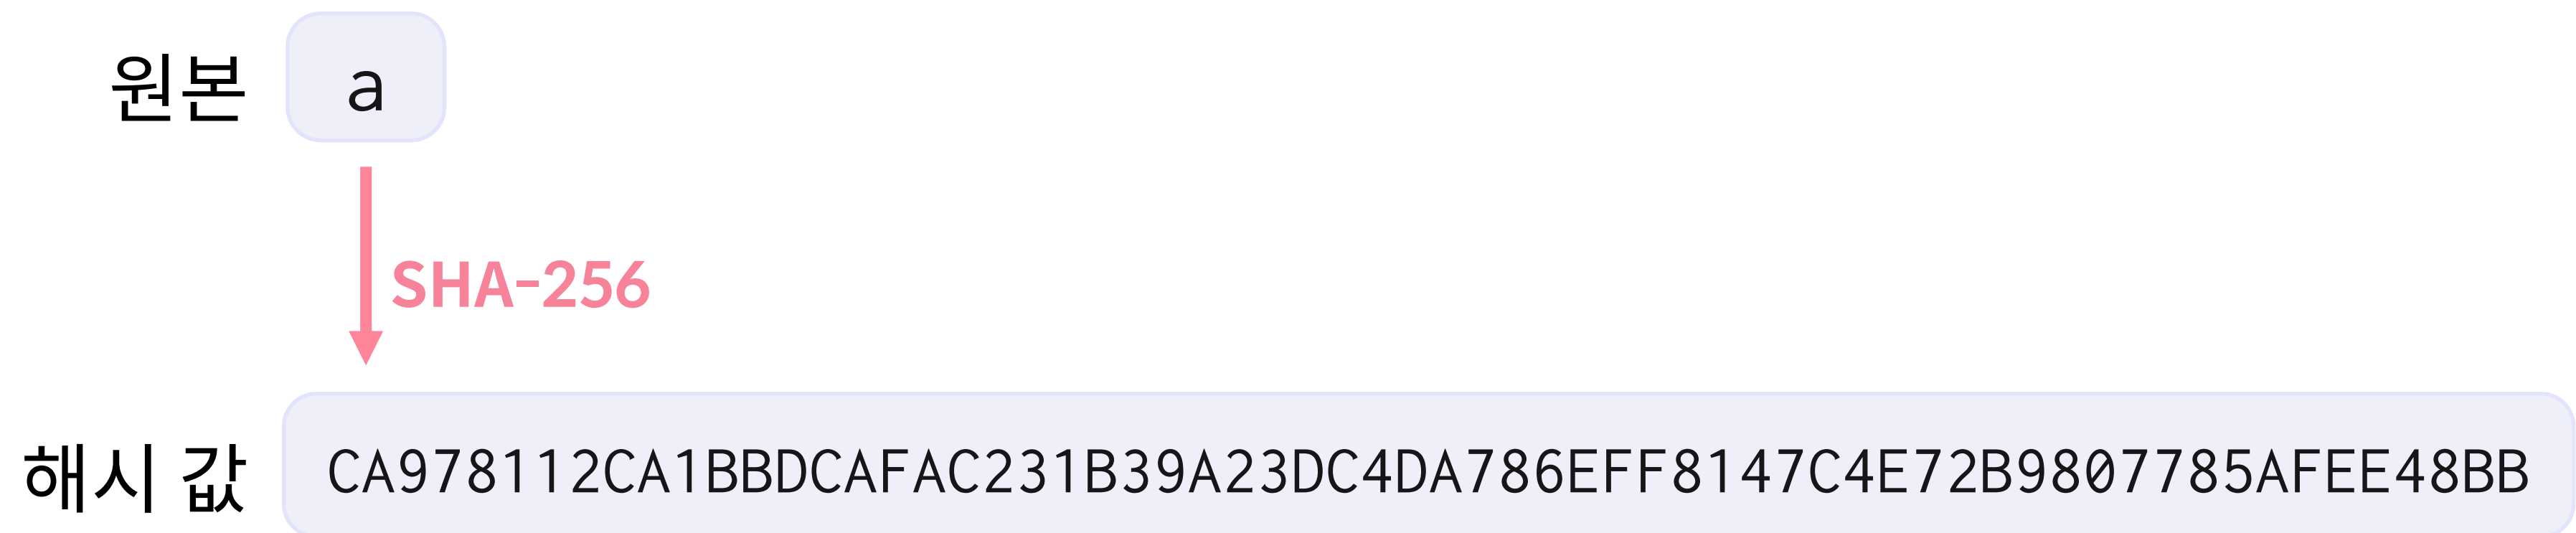 원본 a
SHA-256
해시 값 CA978112CA1BBDCAFAC231B39A23DC4DA786EFF8147C4E72B9807785AFEE48BB